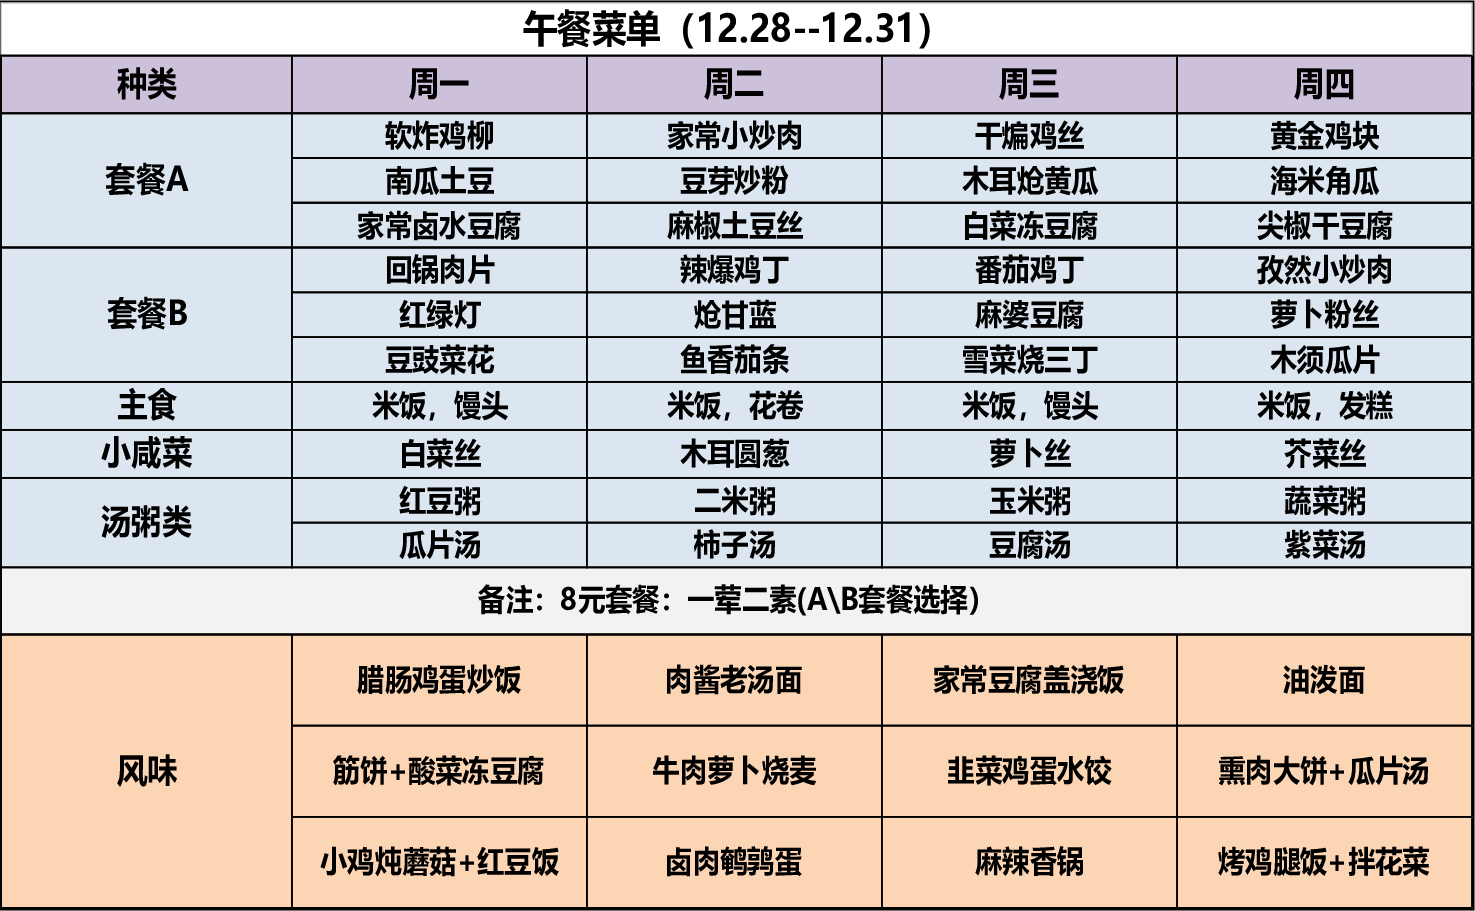 午餐菜单（12.28--12.31）
种类 周一 周二 周三 周四
套餐A
软炸鸡柳 家常小炒肉 干煸鸡丝 黄金鸡块
南瓜土豆 豆芽炒粉 木耳炝黄瓜 海米角瓜
家常卤水豆腐 麻椒土豆丝 白菜冻豆腐 尖椒干豆腐
套餐B
回锅肉片 辣爆鸡丁 番茄鸡丁 孜然小炒肉
红绿灯 炝甘蓝 麻婆豆腐 萝卜粉丝
豆豉菜花 鱼香茄条 雪菜烧三丁 木须瓜片
主食 米饭，馒头 米饭，花卷 米饭，馒头 米饭，发糕
小咸菜 白菜丝 木耳圆葱 萝卜丝 芥菜丝
汤粥类
红豆粥 二米粥 玉米粥 蔬菜粥
瓜片汤 柿子汤 豆腐汤 紫菜汤
备注：8元套餐：一荤二素(A\B套餐选择)
风味
腊肠鸡蛋炒饭 肉酱老汤面 家常豆腐盖浇饭 油泼面
筋饼+酸菜冻豆腐 牛肉萝卜烧麦 韭菜鸡蛋水饺 熏肉大饼+瓜片汤
小鸡炖蘑菇+红豆饭 卤肉鹌鹑蛋 麻辣香锅 烤鸡腿饭+拌花菜